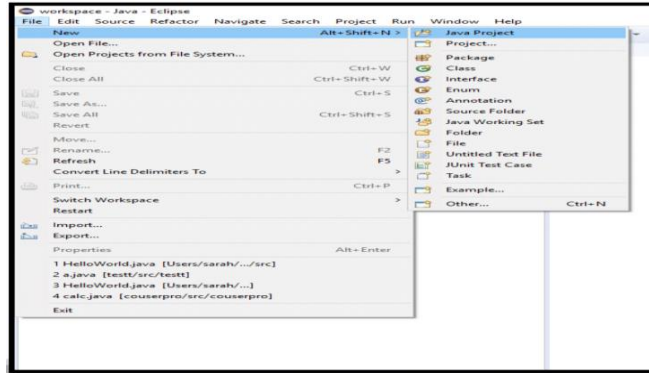 workspace - Java - Eclipse
File Edit Source Refactor Navigate Search Project Run Window Help
New Alt+Shift+N >
Open File...
Open Projects from File System...
Close Ctrl+W
Close All Ctrl+Shift+W
Save Ctrl+S
Save As...
Save All Ctrl+Shift+S
Revert
Move...
Rename... F2
Refresh F5
Convert Line Delimiters To >
Print... Ctrl+P
Switch Workspace >
Restart
Import...
Export...
Properties Alt+Enter
1 HelloWorld.java [Users/sarah/.../src]
2 a.java [testt/src/testt]
3 HelloWorld.java [Users/sarah/...]
4 calc.java [couserpro/src/couserpro]
Exit
Java Project
Project...
Package
Class
Interface
Enum
Annotation
Source Folder
Java Working Set
Folder
File
Untitled Text File
JUnit Test Case
Task
Example...
Other... Ctrl+N